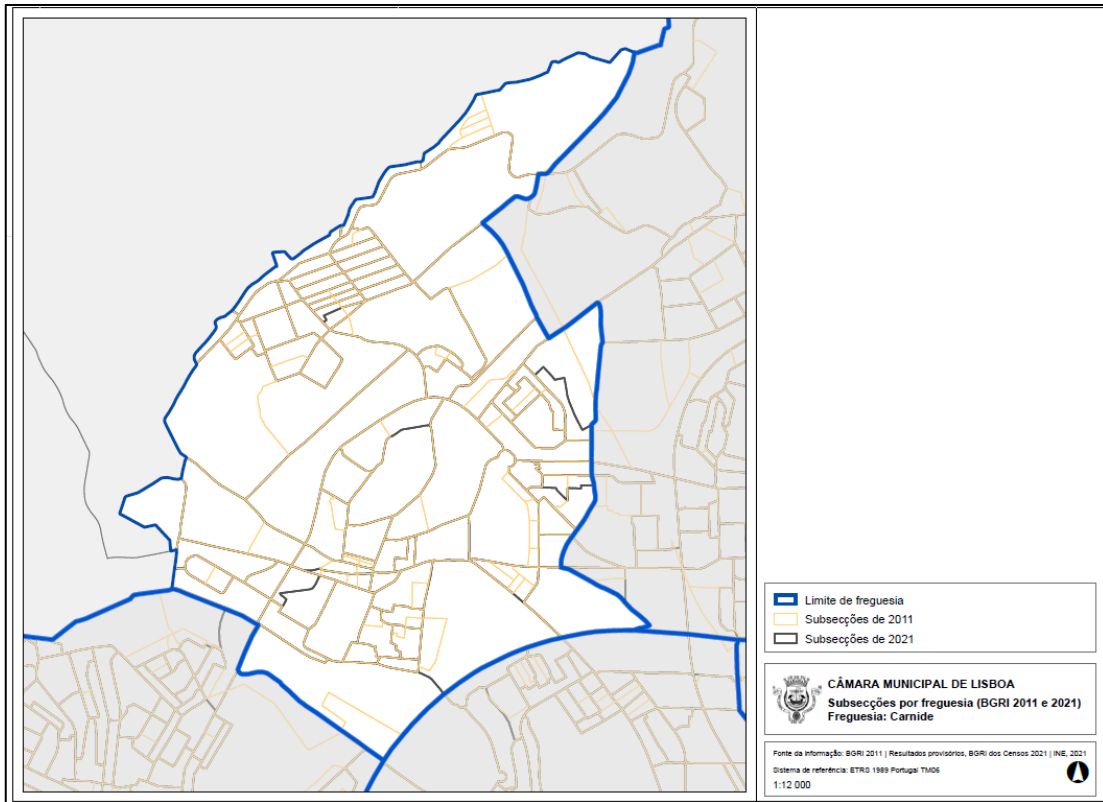 Limite de freguesia
Subsecções de 2011
Subsecções de 2021
CÂMARA MUNICIPAL DE LISBOA
Subsecções por freguesia (BGRI 2011 e 2021)
Freguesia: Carnide
Fonte da Informação: BGRI 2011 | Resultados provisórios, BGRI dos Censos 2021 | INE, 2021
Sistema de referência: ETRS 1989 Portugal TM06
1:12 000